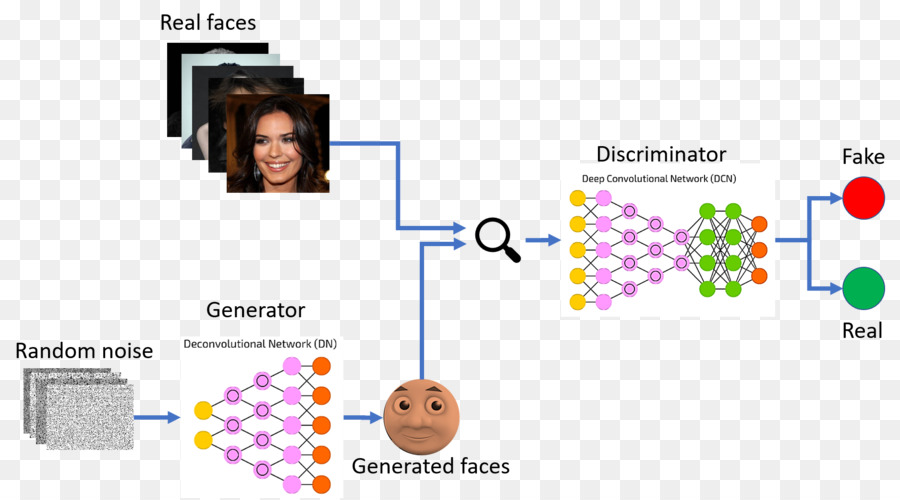 Real faces
Discriminator
Deep Convolutional Network (DCN)
Fake
Real
Generator
Deconvolutional Network (DN)
Random noise
Generated faces